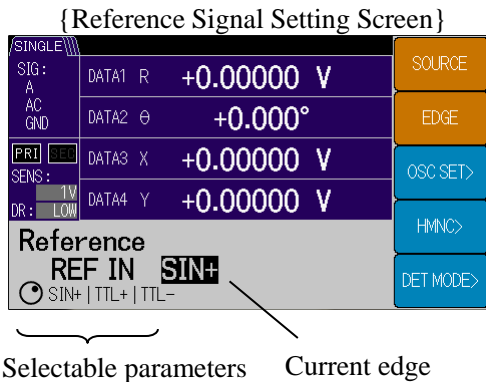 {Reference Signal Setting Screen}
SINGLE
SIG:
A
AC
GND
PRI SEC
SENS:
1V
DR: LOW
DATA1 R +0.00000 V
DATA2 θ +0.000°
DATA3 X +0.00000 V
DATA4 Y +0.00000 V
Reference
REF IN SIN+
SIN+ | TTL+ | TTL−
SOURCE
EDGE
OSC SET>
HMNC>
DET MODE>
Selectable parameters Current edge